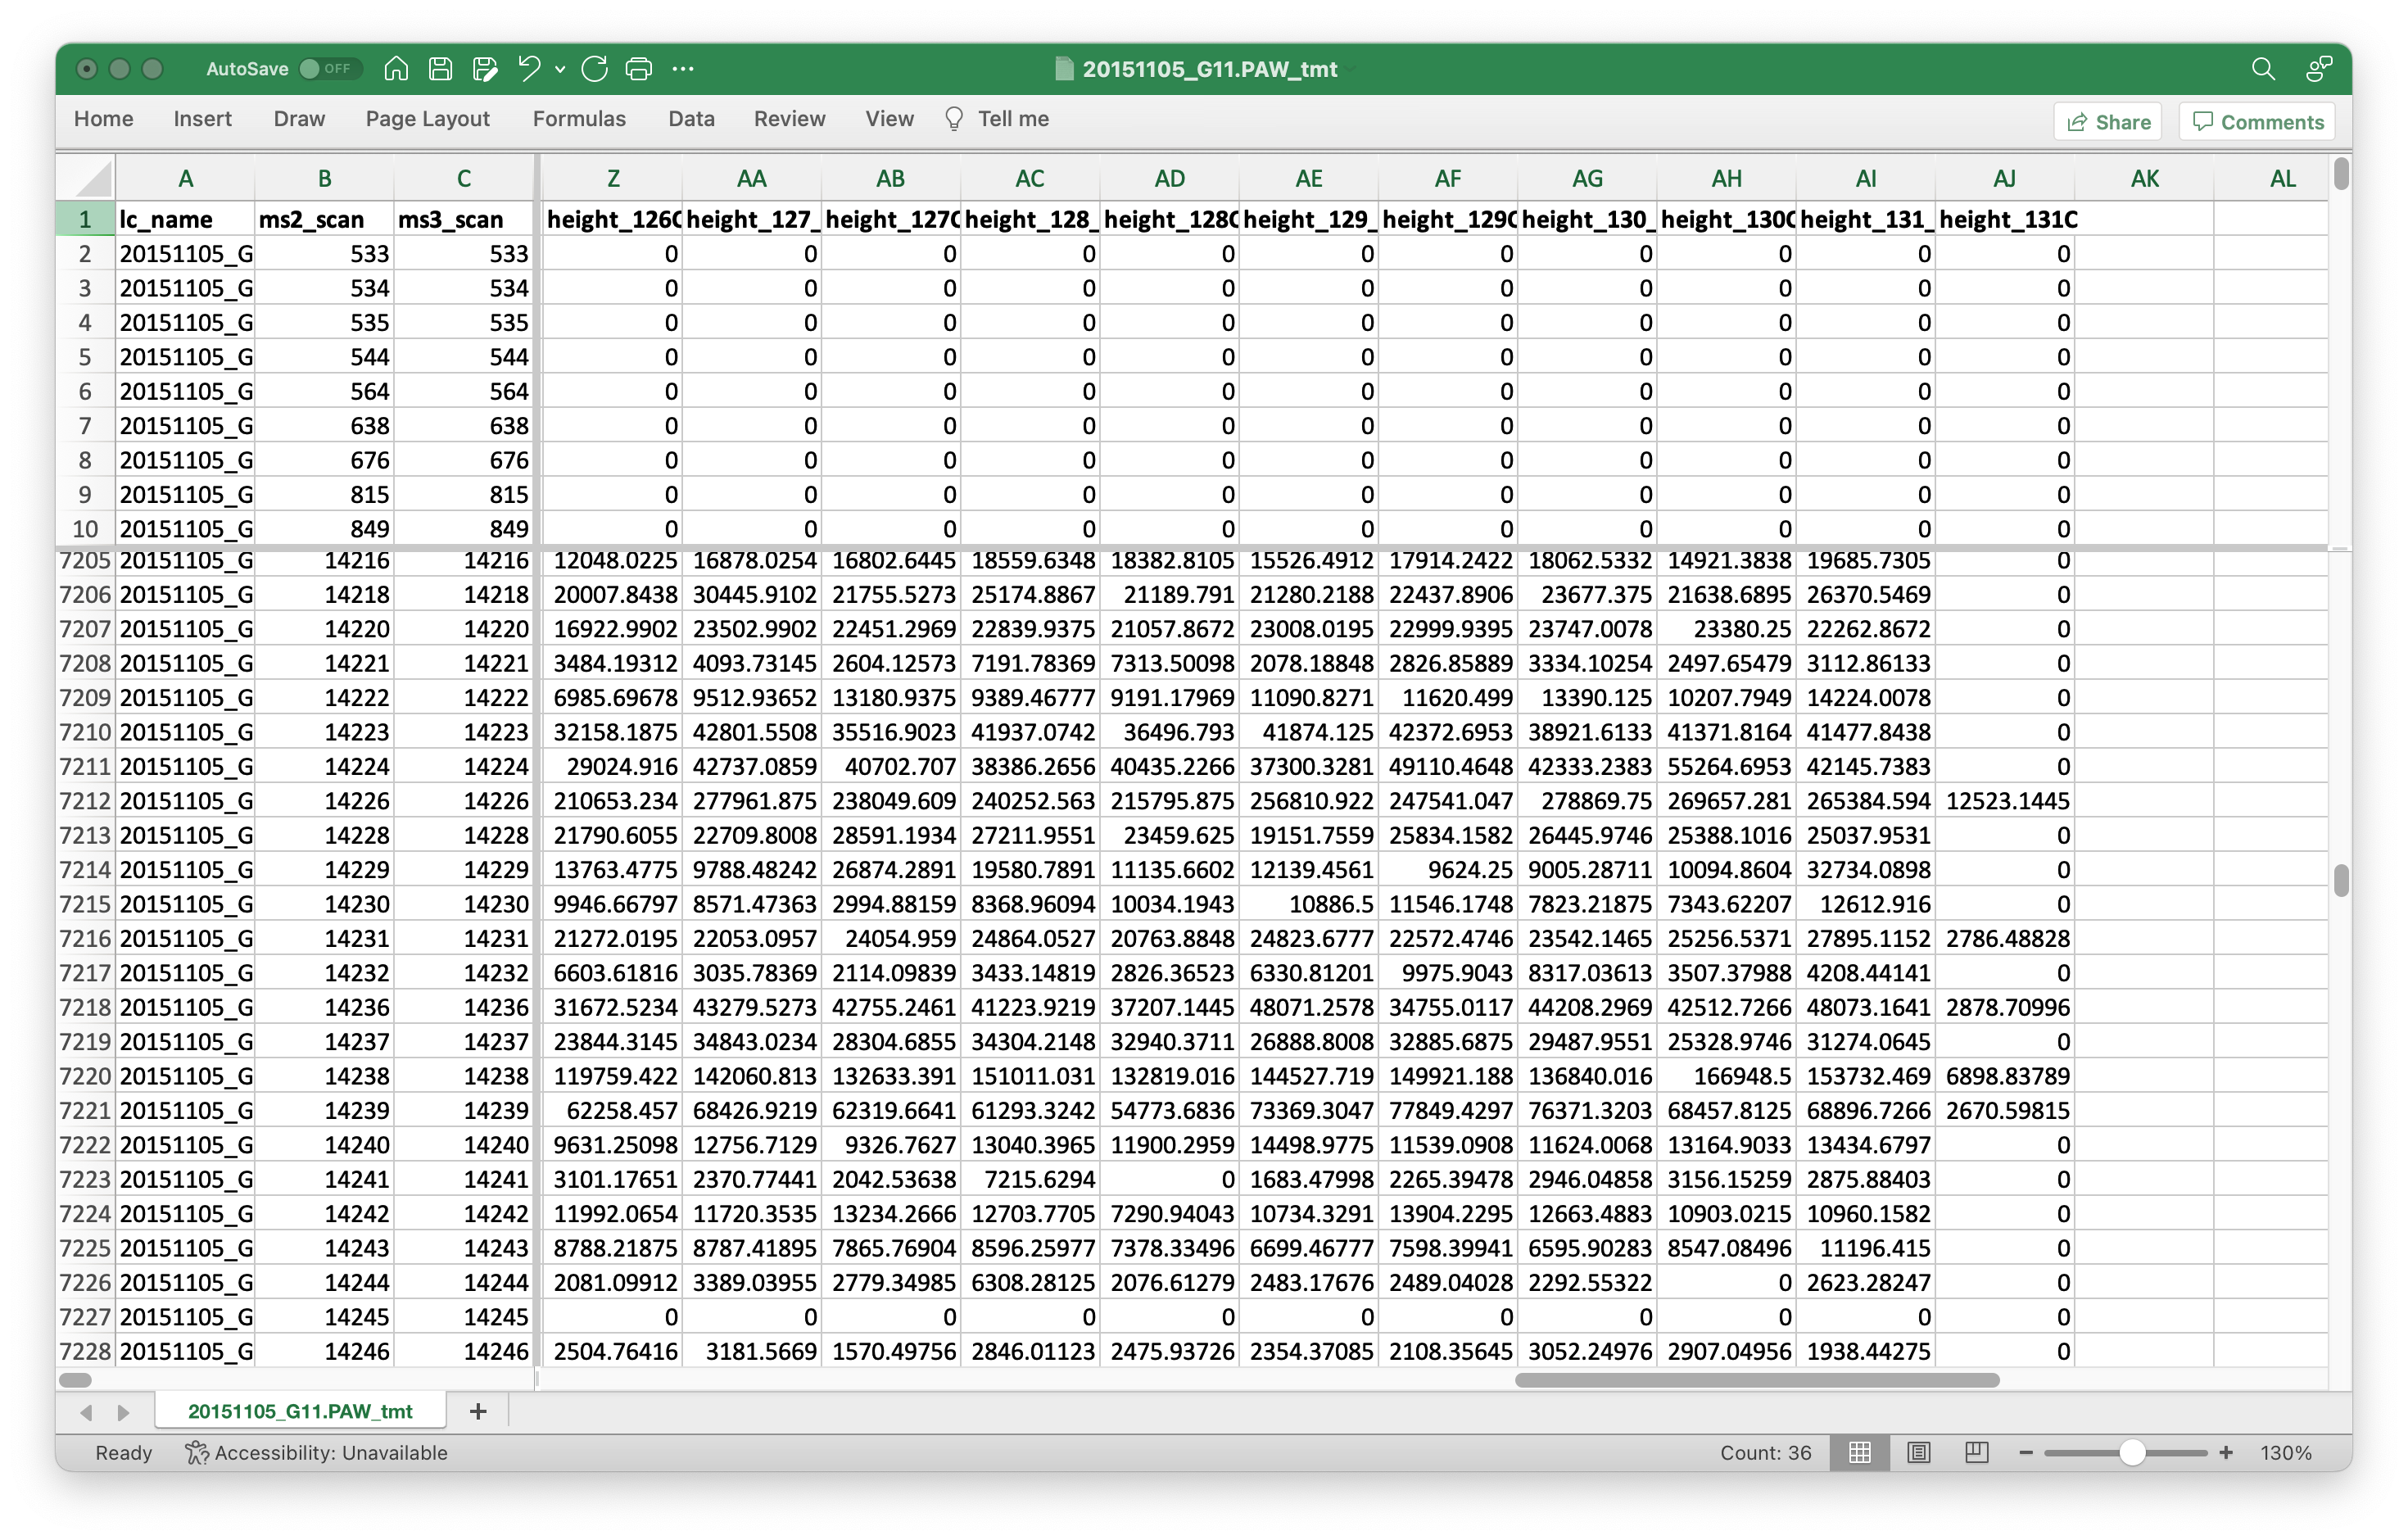 AutoSave OFF 20151105_G11.PAW_tmt
Home Insert Draw Page Layout Formulas Data Review View Tell me Share Comments
A B C Z AA AB AC AD AE AF AG AH AI AJ AK AL
1 lc_name ms2_scan ms3_scan height_126C height_127_ height_127C height_128_ height_128C height_129_ height_129C height_130_ height_130C height_131_ height_131C
2 20151105_G 533 533 0 0 0 0 0 0 0 0 0 0 0
3 20151105_G 534 534 0 0 0 0 0 0 0 0 0 0 0
4 20151105_G 535 535 0 0 0 0 0 0 0 0 0 0 0
5 20151105_G 544 544 0 0 0 0 0 0 0 0 0 0 0
6 20151105_G 564 564 0 0 0 0 0 0 0 0 0 0 0
7 20151105_G 638 638 0 0 0 0 0 0 0 0 0 0 0
8 20151105_G 676 676 0 0 0 0 0 0 0 0 0 0 0
9 20151105_G 815 815 0 0 0 0 0 0 0 0 0 0 0
10 20151105_G 849 849 0 0 0 0 0 0 0 0 0 0 0
7205 20151105_G 14216 14216 12048.0225 16878.0254 16802.6445 18559.6348 18382.8105 15526.4912 17914.2422 18062.5332 14921.3838 19685.7305 0
7206 20151105_G 14218 14218 20007.8438 30445.9102 21755.5273 25174.8867 21189.791 21280.2188 22437.8906 23677.375 21638.6895 26370.5469 0
7207 20151105_G 14220 14220 16922.9902 23502.9902 22451.2969 22839.9375 21057.8672 23008.0195 22999.9395 23747.0078 23380.25 22262.8672 0
7208 20151105_G 14221 14221 3484.19312 4093.73145 2604.12573 7191.78369 7313.50098 2078.18848 2826.85889 3334.10254 2497.65479 3112.86133 0
7209 20151105_G 14222 14222 6985.69678 9512.93652 13180.9375 9389.46777 9191.17969 11090.8271 11620.499 13390.125 10207.7949 14224.0078 0
7210 20151105_G 14223 14223 32158.1875 42801.5508 35516.9023 41937.0742 36496.793 41874.125 42372.6953 38921.6133 41371.8164 41477.8438 0
7211 20151105_G 14224 14224 29024.916 42737.0859 40702.707 38386.2656 40435.2266 37300.3281 49110.4648 42333.2383 55264.6953 42145.7383 0
7212 20151105_G 14226 14226 210653.234 277961.875 238049.609 240252.563 215795.875 256810.922 247541.047 278869.75 269657.281 265384.594 12523.1445
7213 20151105_G 14228 14228 21790.6055 22709.8008 28591.1934 27211.9551 23459.625 19151.7559 25834.1582 26445.9746 25388.1016 25037.9531 0
7214 20151105_G 14229 14229 13763.4775 9788.48242 26874.2891 19580.7891 11135.6602 12139.4561 9624.25 9005.28711 10094.8604 32734.0898 0
7215 20151105_G 14230 14230 9946.66797 8571.47363 2994.88159 8368.96094 10034.1943 10886.5 11546.1748 7823.21875 7343.62207 12612.916 0
7216 20151105_G 14231 14231 21272.0195 22053.0957 24054.959 24864.0527 20763.8848 24823.6777 22572.4746 23542.1465 25256.5371 27895.1152 2786.48828
7217 20151105_G 14232 14232 6603.61816 3035.78369 2114.09839 3433.14819 2826.36523 6330.81201 9975.9043 8317.03613 3507.37988 4208.44141 0
7218 20151105_G 14236 14236 31672.5234 43279.5273 42755.2461 41223.9219 37207.1445 48071.2578 34755.0117 44208.2969 42512.7266 48073.1641 2878.70996
7219 20151105_G 14237 14237 23844.3145 34843.0234 28304.6855 34304.2148 32940.3711 26888.8008 32885.6875 29487.9551 25328.9746 31274.0645 0
7220 20151105_G 14238 14238 119759.422 142060.813 132633.391 151011.031 132819.016 144527.719 149921.188 136840.016 166948.5 153732.469 6898.83789
7221 20151105_G 14239 14239 62258.457 68426.9219 62319.6641 61293.3242 54773.6836 73369.3047 77849.4297 76371.3203 68457.8125 68896.7266 2670.59815
7222 20151105_G 14240 14240 9631.25098 12756.7129 9326.7627 13040.3965 11900.2959 14498.9775 11539.0908 11624.0068 13164.9033 13434.6797 0
7223 20151105_G 14241 14241 3101.17651 2370.77441 2042.53638 7215.6294 0 1683.47998 2265.39478 2946.04858 3156.15259 2875.88403 0
7224 20151105_G 14242 14242 11992.0654 11720.3535 13234.2666 12703.7705 7290.94043 10734.3291 13904.2295 12663.4883 10903.0215 10960.1582 0
7225 20151105_G 14243 14243 8788.21875 8787.41895 7865.76904 8596.25977 7378.33496 6699.46777 7598.39941 6595.90283 8547.08496 11196.415 0
7226 20151105_G 14244 14244 2081.09912 3389.03955 2779.34985 6308.28125 2076.61279 2483.17676 2489.04028 2292.55322 0 2623.28247 0
7227 20151105_G 14245 14245 0 0 0 0 0 0 0 0 0 0 0
7228 20151105_G 14246 14246 2504.76416 3181.5669 1570.49756 2846.01123 2475.93726 2354.37085 2108.35645 3052.24976 2907.04956 1938.44275 0
20151105_G11.PAW_tmt +
Ready Accessibility: Unavailable Count: 36 130%